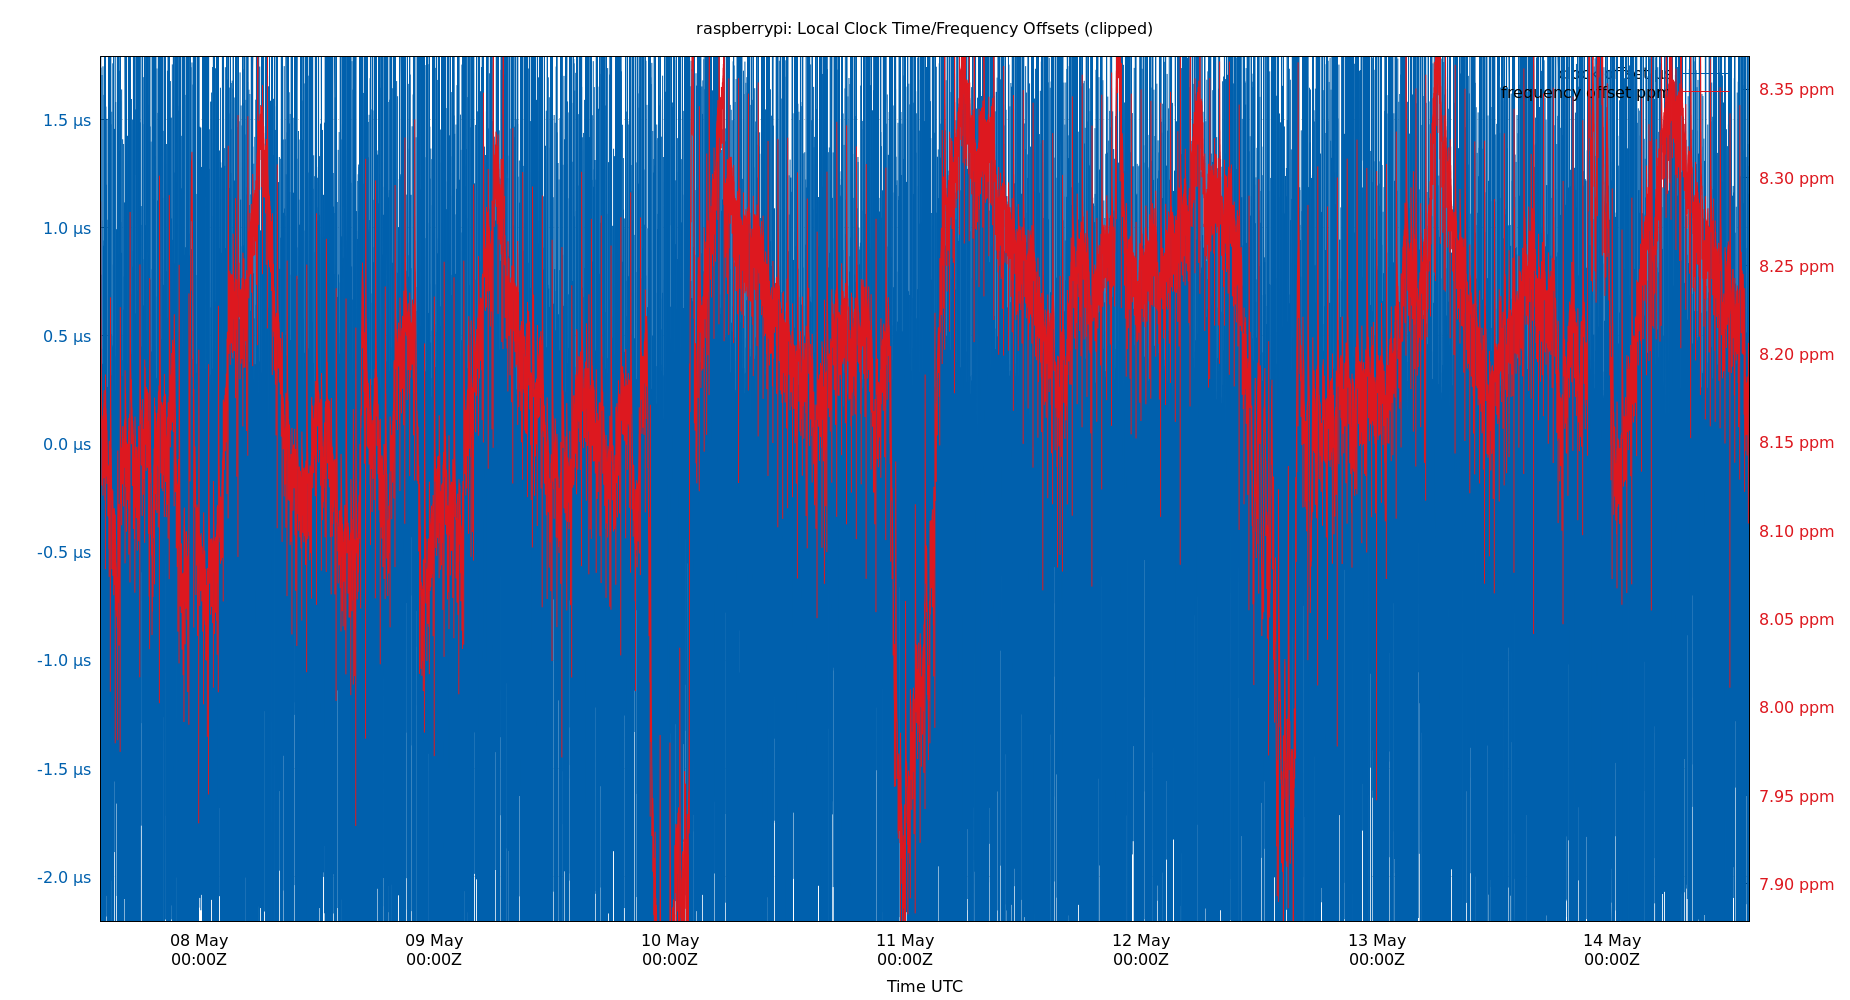 raspberrypi: Local Clock Time/Frequency Offsets (clipped)
clock offset µs
frequency offset ppm
1.5 µs
1.0 µs
0.5 µs
0.0 µs
-0.5 µs
-1.0 µs
-1.5 µs
-2.0 µs
8.35 ppm
8.30 ppm
8.25 ppm
8.20 ppm
8.15 ppm
8.10 ppm
8.05 ppm
8.00 ppm
7.95 ppm
7.90 ppm
08 May
00:00Z
09 May
00:00Z
10 May
00:00Z
11 May
00:00Z
12 May
00:00Z
13 May
00:00Z
14 May
00:00Z
Time UTC